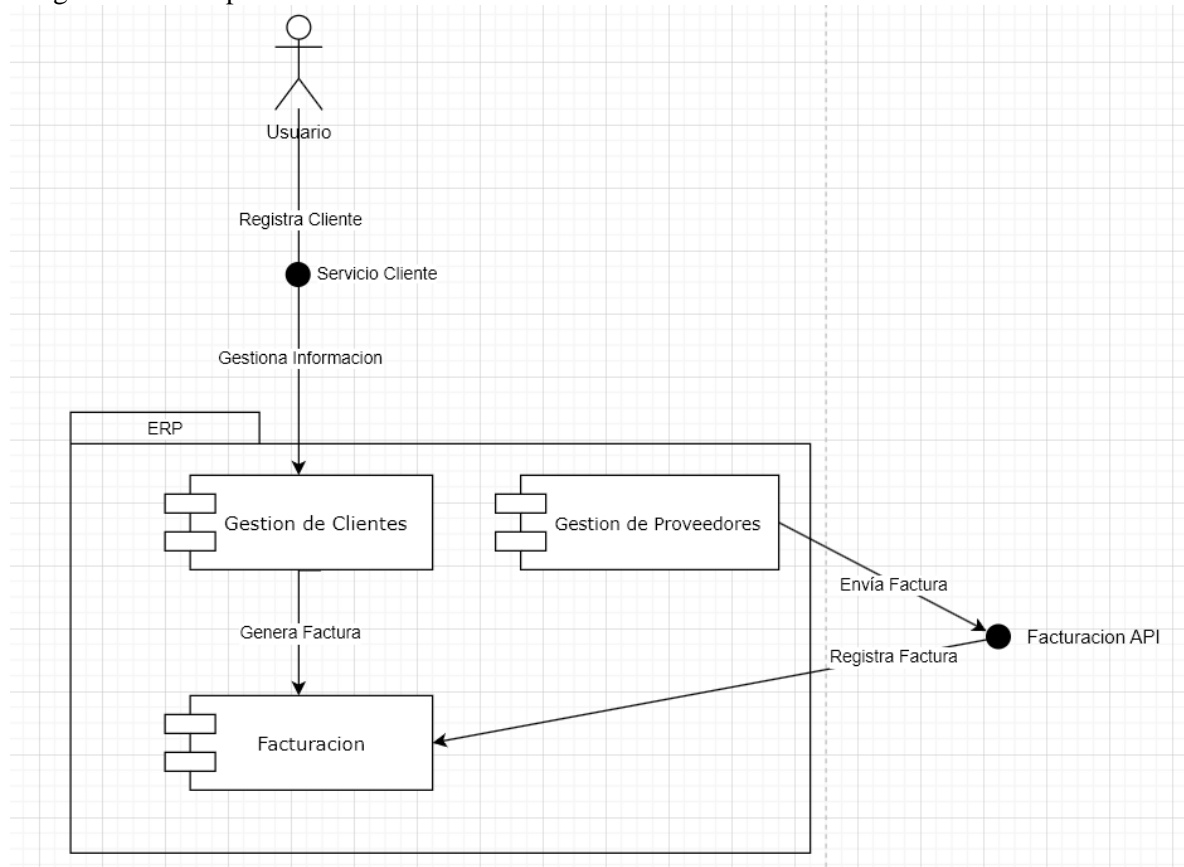 Usuario
Registra Cliente
Servicio Cliente
Gestiona Informacion
ERP
Gestion de Clientes
Gestion de Proveedores
Envía Factura
Genera Factura
Facturacion API
Registra Factura
Facturacion